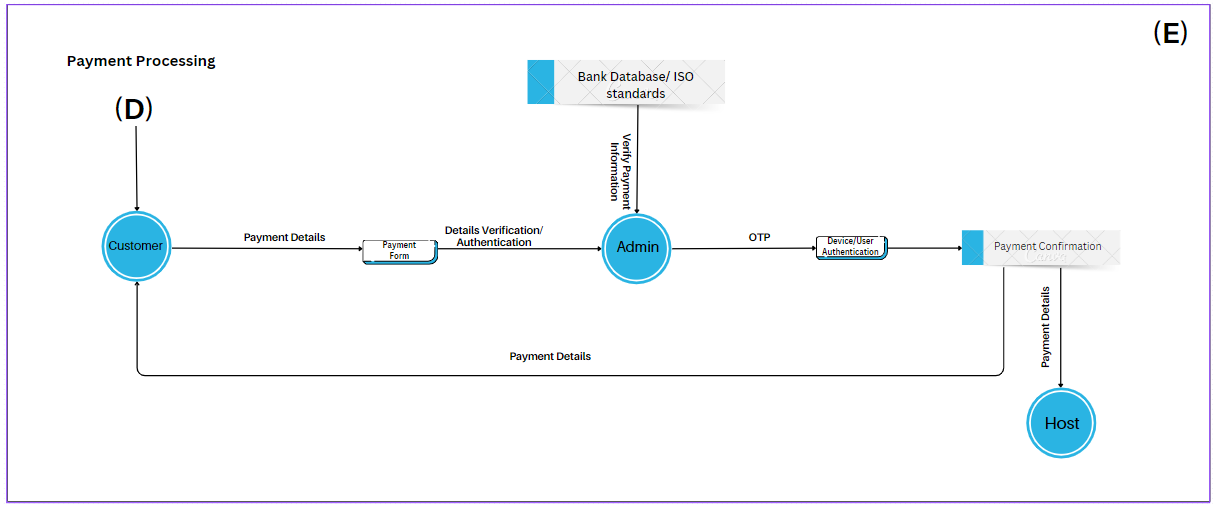 (E)
Payment Processing
(D)
Bank Database/ ISO
standards
Verify Payment
Information
Customer
Payment Details
Payment
Form
Details Verification/
Authentication
Admin
OTP
Device/User
Authentication
Payment Confirmation
Payment Details
Payment Details
Host